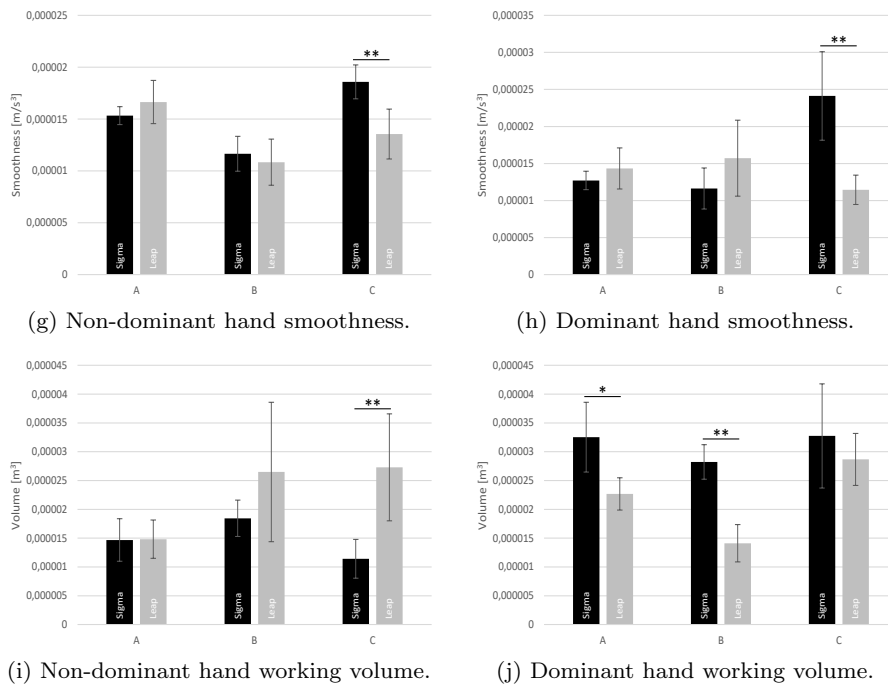 0,000025
0,00002
0,000015
0,00001
0,000005
0
Smoothness [m/s³]
**
Sigma
Leap
Sigma
Leap
Sigma
Leap
A
B
C
(g) Non-dominant hand smoothness.
0,000035
0,00003
0,000025
0,00002
0,000015
0,00001
0,000005
0
Smoothness [m/s³]
**
Sigma
Leap
Sigma
Leap
Sigma
Leap
A
B
C
(h) Dominant hand smoothness.
0,000045
0,00004
0,000035
0,00003
0,000025
0,00002
0,000015
0,00001
0,000005
0
Volume [m³]
**
Sigma
Leap
Sigma
Leap
Sigma
Leap
A
B
C
(i) Non-dominant hand working volume.
0,000045
0,00004
0,000035
0,00003
0,000025
0,00002
0,000015
0,00001
0,000005
0
Volume [m³]
*
**
Sigma
Leap
Sigma
Leap
Sigma
Leap
A
B
C
(j) Dominant hand working volume.